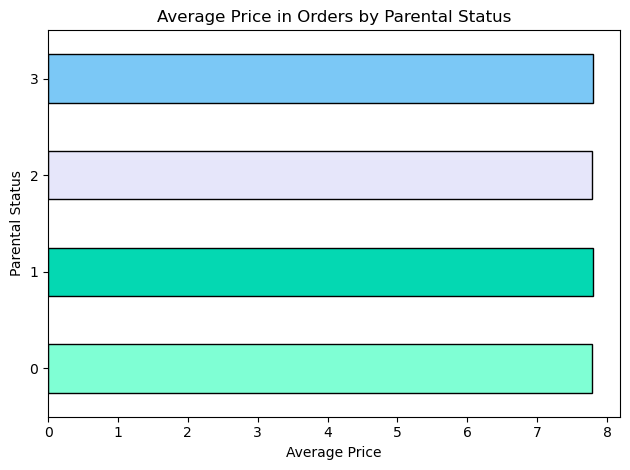 Average Price in Orders by Parental Status
Parental Status
3
2
1
0
0 1 2 3 4 5 6 7 8
Average Price